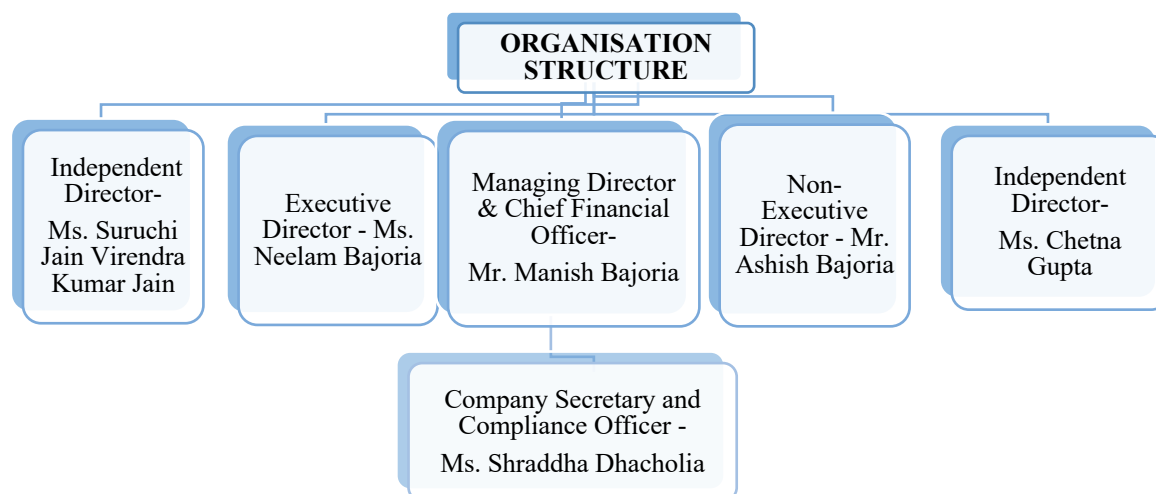 ORGANISATION
STRUCTURE
Independent
Director-
Ms. Suruchi
Jain Virendra
Kumar Jain
Executive
Director - Ms.
Neelam Bajoria
Managing Director
& Chief Financial
Officer-
Mr. Manish Bajoria
Non-
Executive
Director - Mr.
Ashish Bajoria
Independent
Director-
Ms. Chetna
Gupta
Company Secretary and
Compliance Officer -
Ms. Shraddha Dhacholia